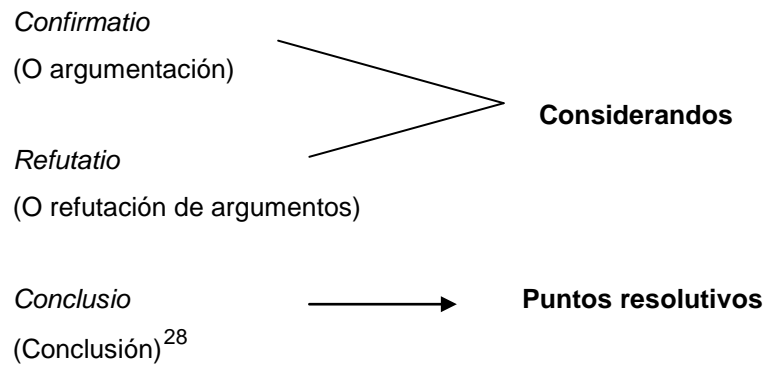 Confirmatio
(O argumentación)
Considerandos
Refutatio
(O refutación de argumentos)
Conclusio
Puntos resolutivos
(Conclusión)28